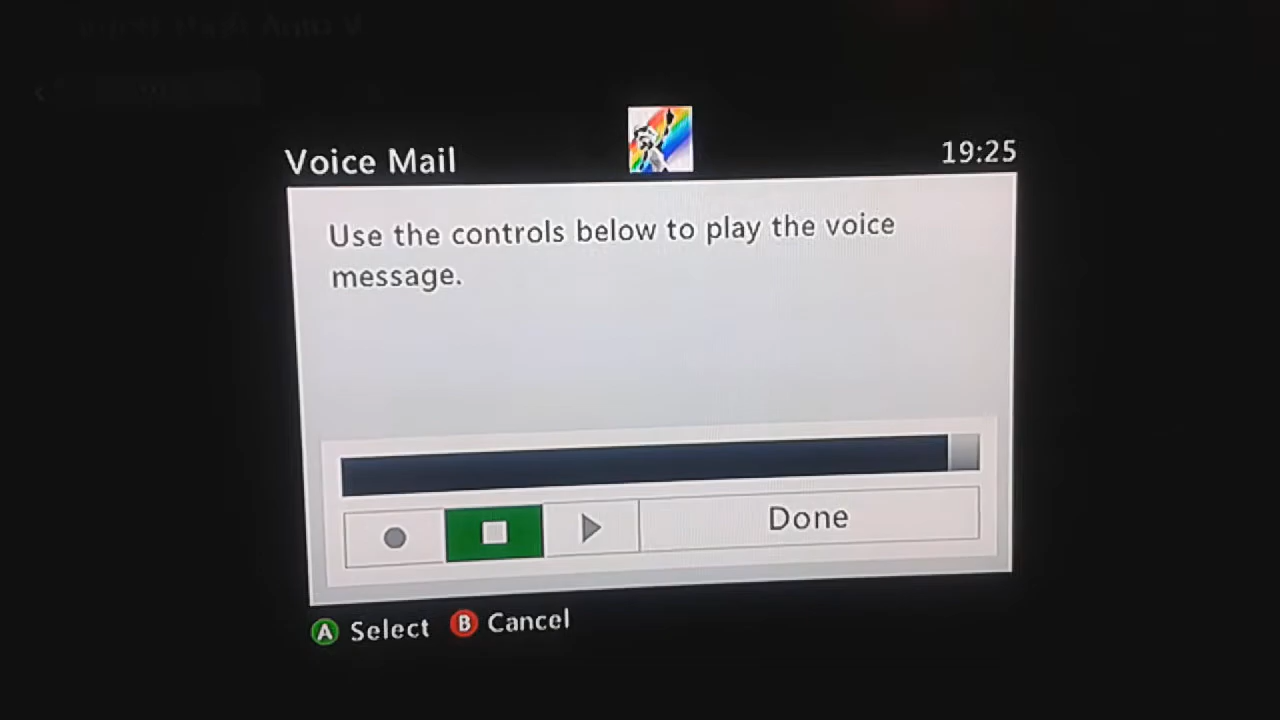 Voice Mail
19:25
Use the controls below to play the voice
message.
Done
A Select B Cancel